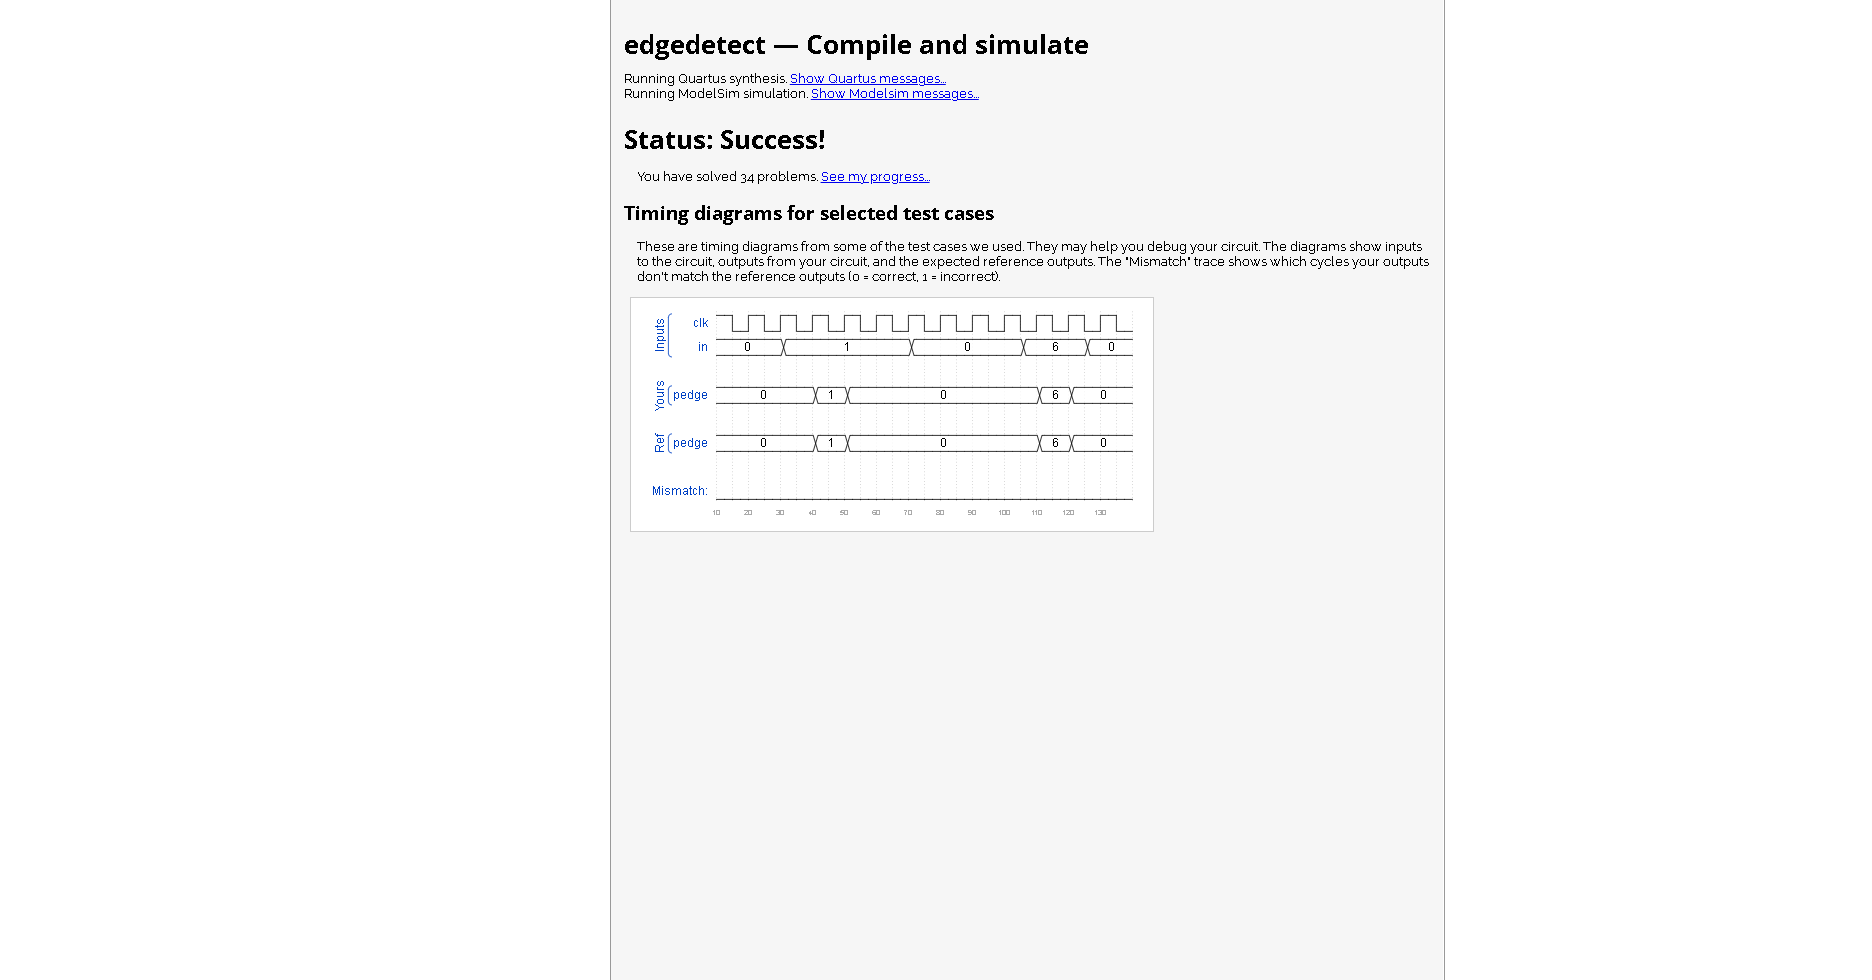 edgedetect — Compile and simulate
Running Quartus synthesis. Show Quartus messages...
Running ModelSim simulation. Show Modelsim messages...
Status: Success!
You have solved 34 problems. See my progress...
Timing diagrams for selected test cases
These are timing diagrams from some of the test cases we used. They may help you debug your circuit. The diagrams show inputs
to the circuit, outputs from your circuit, and the expected reference outputs. The "Mismatch" trace shows which cycles your outputs
don't match the reference outputs (0 = correct, 1 = incorrect).
Inputs
clk
in 0 1 0 6 0
Yours
pedge 0 1 0 6 0
Ref
pedge 0 1 0 6 0
Mismatch:
10 20 30 40 50 60 70 80 90 100 110 120 130